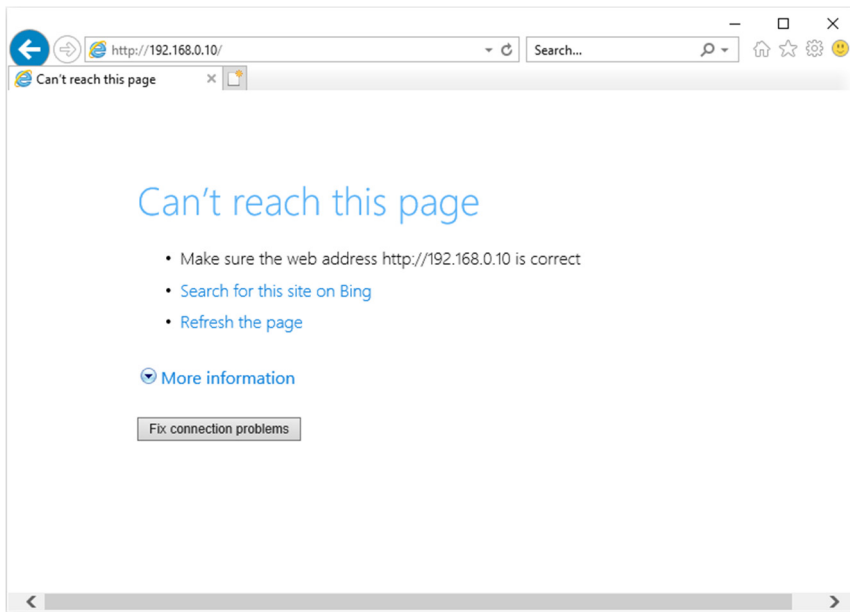 http://192.168.0.10/
Search...
Can't reach this page
Can't reach this page
• Make sure the web address http://192.168.0.10 is correct
• Search for this site on Bing
• Refresh the page
More information
Fix connection problems